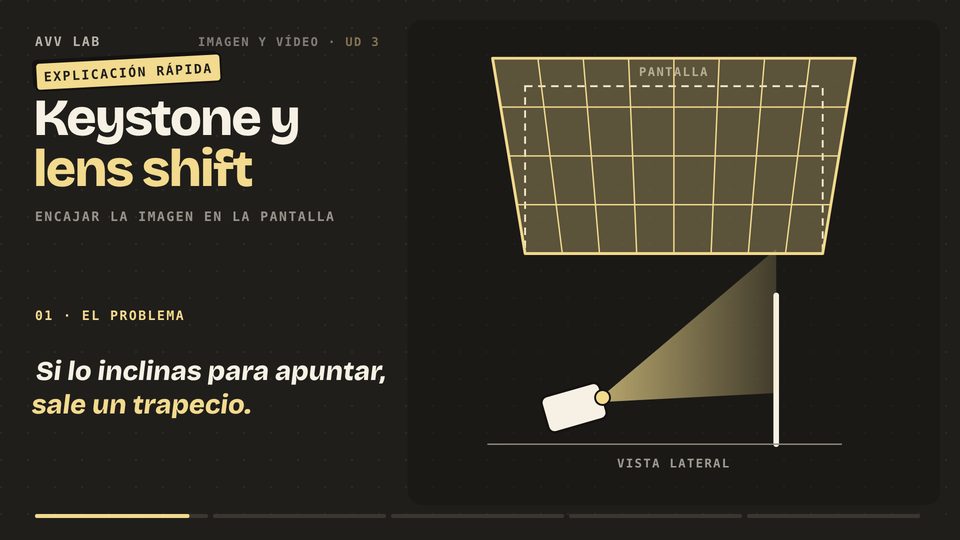 AVV LAB
IMAGEN Y VÍDEO · UD 3
EXPLICACIÓN RÁPIDA
Keystone y
lens shift
ENCAJAR LA IMAGEN EN LA PANTALLA
01 · EL PROBLEMA
Si lo inclinas para apuntar,
sale un trapecio.
PANTALLA
VISTA LATERAL